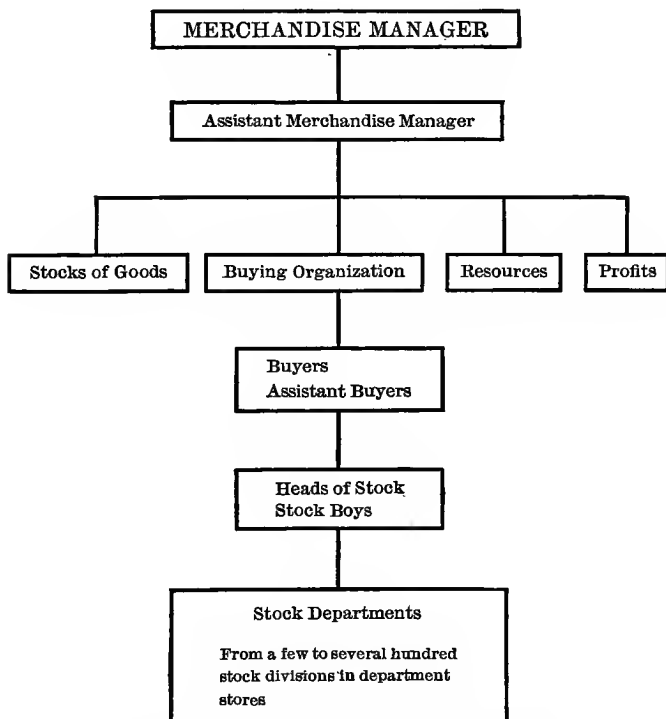 MERCHANDISE MANAGER
Assistant Merchandise Manager
Stocks of Goods
Buying Organization
Resources
Profits
Buyers
Assistant Buyers
Heads of Stock
Stock Boys
Stock Departments
From a few to several hundred
stock divisions in department
stores